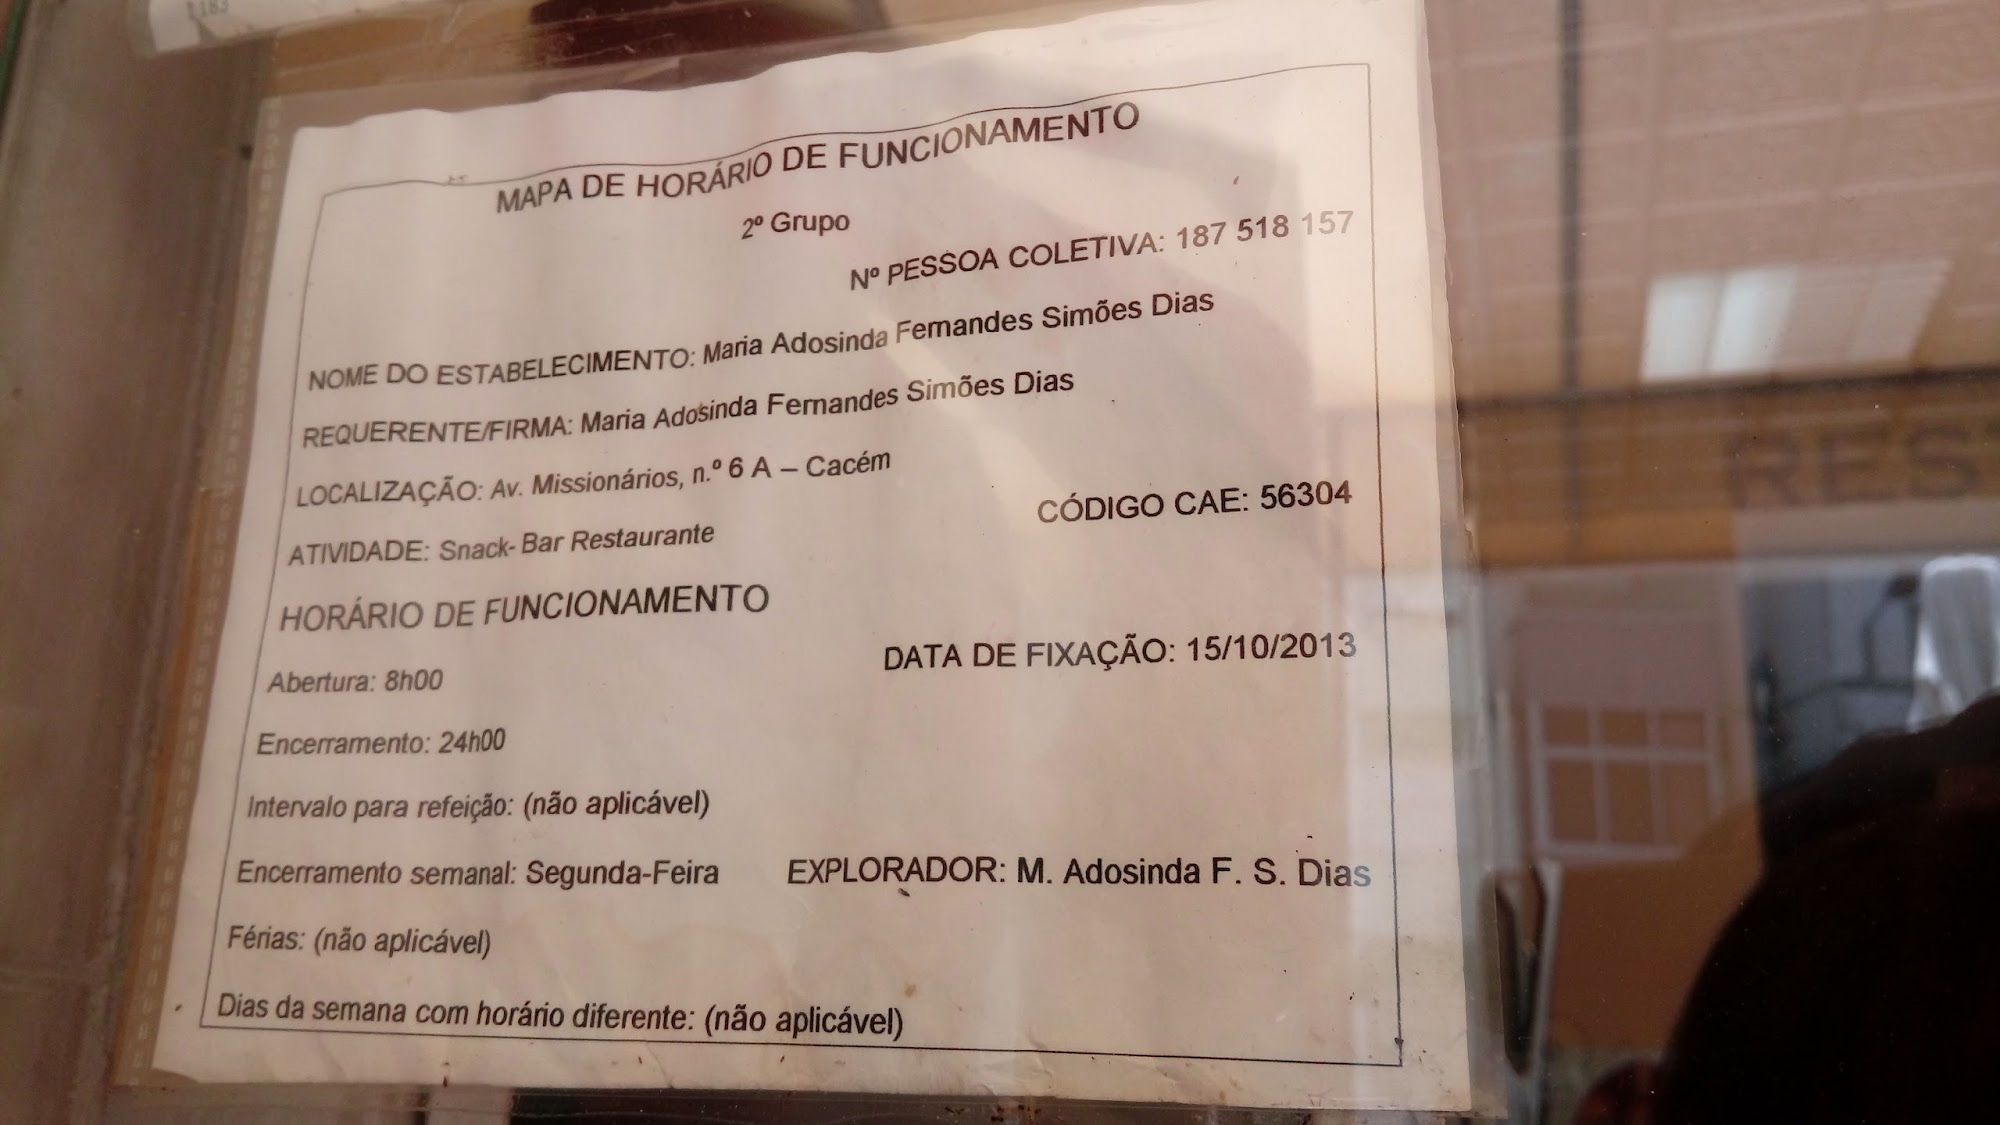 183
MAPA DE HORÁRIO DE FUNCIONAMENTO
2º Grupo
Nº PESSOA COLETIVA: 187 518 157
NOME DO ESTABELECIMENTO: Maria Adosinda Fernandes Simões Dias
REQUERENTE/FIRMA: Maria Adosinda Fernandes Simões Dias
LOCALIZAÇÃO: Av. Missionários, n.º 6 A – Cacém
CÓDIGO CAE: 56304
ATIVIDADE: Snack- Bar Restaurante
HORÁRIO DE FUNCIONAMENTO
DATA DE FIXAÇÃO: 15/10/2013
Abertura: 8h00
Encerramento: 24h00
Intervalo para refeição: (não aplicável)
Encerramento semanal: Segunda-Feira EXPLORADOR: M. Adosinda F. S. Dias
Férias: (não aplicável)
Dias da semana com horário diferente: (não aplicável)
RES